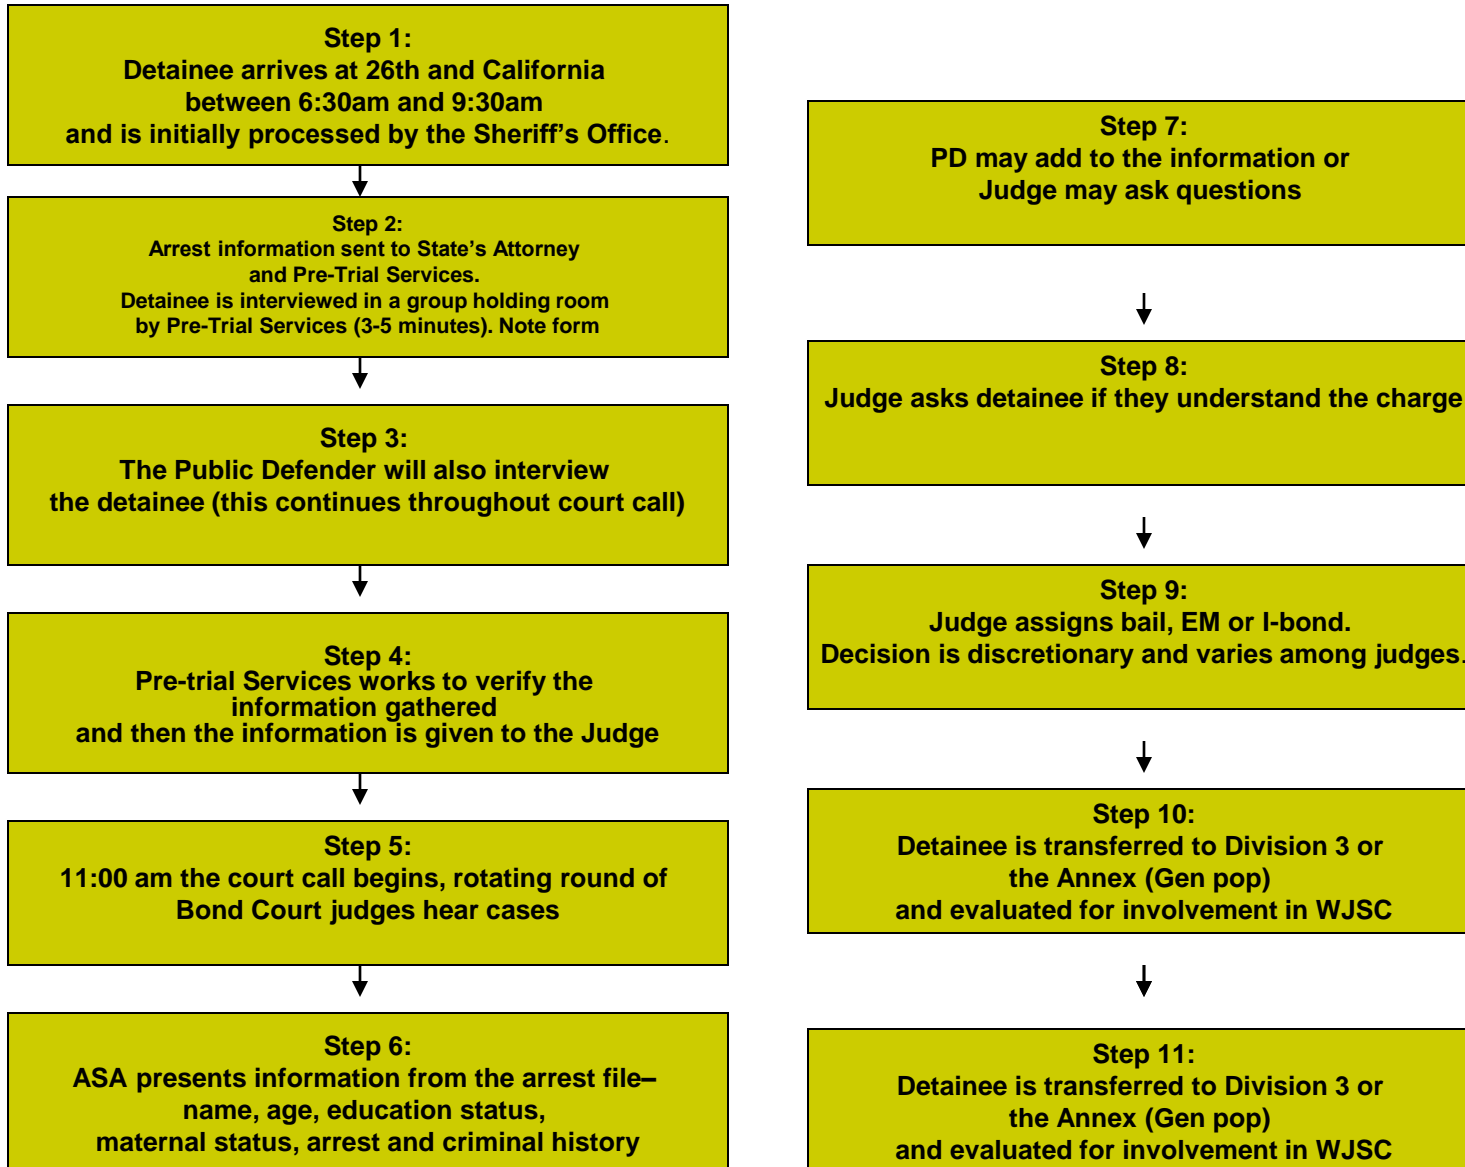 Step 1:
Detainee arrives at 26th and California
between 6:30am and 9:30am
and is initially processed by the Sheriff’s Office.
Step 2:
Arrest information sent to State’s Attorney
and Pre-Trial Services.
Detainee is interviewed in a group holding room
by Pre-Trial Services (3-5 minutes). Note form
Step 3:
The Public Defender will also interview
the detainee (this continues throughout court call)
Step 4:
Pre-trial Services works to verify the
information gathered
and then the information is given to the Judge
Step 5:
11:00 am the court call begins, rotating round of
Bond Court judges hear cases
Step 6:
ASA presents information from the arrest file–
name, age, education status,
maternal status, arrest and criminal history
Step 7:
PD may add to the information or
Judge may ask questions
Step 8:
Judge asks detainee if they understand the charge
Step 9:
Judge assigns bail, EM or I-bond.
Decision is discretionary and varies among judges.
Step 10:
Detainee is transferred to Division 3 or
the Annex (Gen pop)
and evaluated for involvement in WJSC
Step 11:
Detainee is transferred to Division 3 or
the Annex (Gen pop)
and evaluated for involvement in WJSC